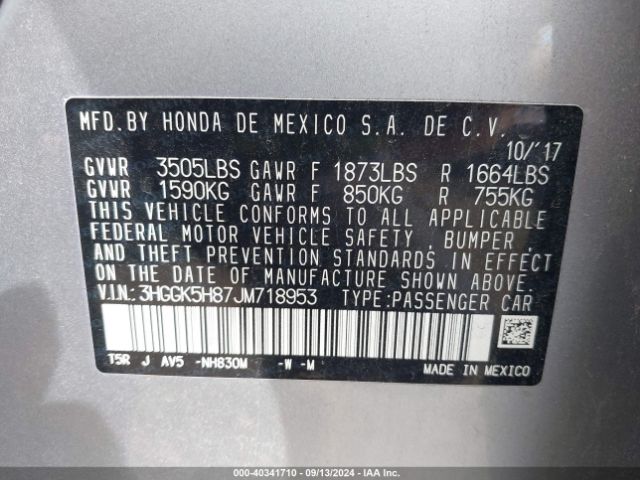 MFD.BY HONDA DE MEXICO S.A. DE C.V.
10/'17
GVWR 3505LBS GAWR F 1873LBS R 1664LBS
GVWR 1590KG GAWR F 850KG R 755KG
THIS VEHICLE CONFORMS TO ALL APPLICABLE
FEDERAL MOTOR VEHICLE SAFETY, BUMPER,
AND THEFT PREVENTION STANDARDS IN EFFECT
ON THE DATE OF MANUFACTURE SHOWN ABOVE.
V.I.N.: 3HGGK5H87JM718953 TYPE:PASSENGER CAR
T5R J AV5 -NH830M -W -M
MADE IN MEXICO
000-40341710 - 09/13/2024 - IAA Inc.